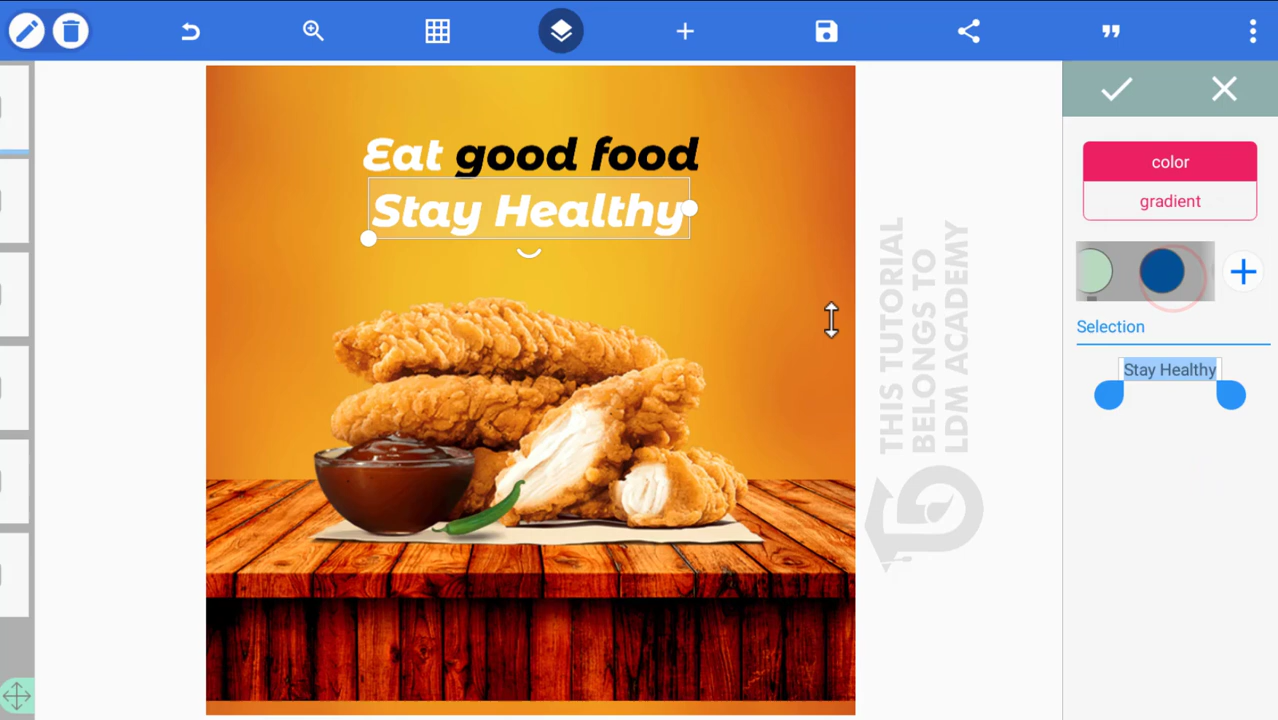 Eat good food
Stay Healthy
THIS TUTORIAL
BELONGS TO
LDM ACADEMY
color
gradient
Selection
Stay Healthy